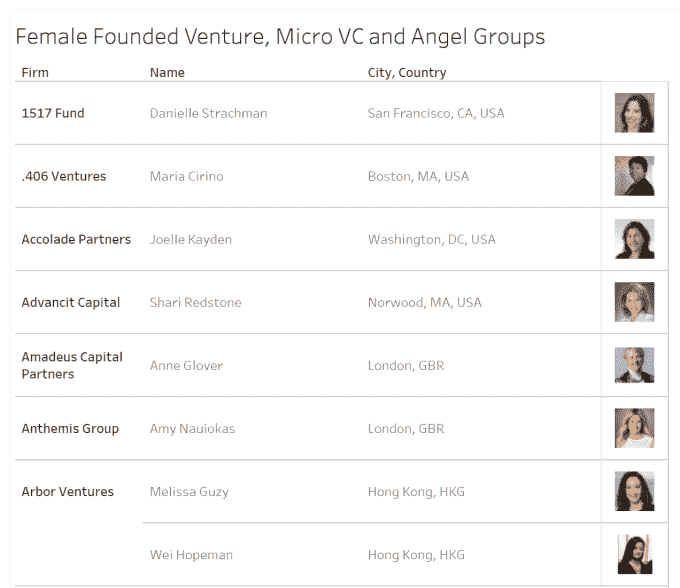 Female Founded Venture, Micro VC and Angel Groups
Firm Name City, Country
1517 Fund Danielle Strachman San Francisco, CA, USA
.406 Ventures Maria Cirino Boston, MA, USA
Accolade Partners Joelle Kayden Washington, DC, USA
Advancit Capital Shari Redstone Norwood, MA, USA
Amadeus Capital
Partners Anne Glover London, GBR
Anthemis Group Amy Nauiokas London, GBR
Arbor Ventures Melissa Guzy Hong Kong, HKG
Wei Hopeman Hong Kong, HKG